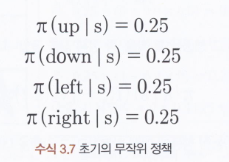 π(up | s) = 0.25
π(down | s) = 0.25
π(left | s) = 0.25
π(right | s) = 0.25
수식 3.7 초기의 무작위 정책